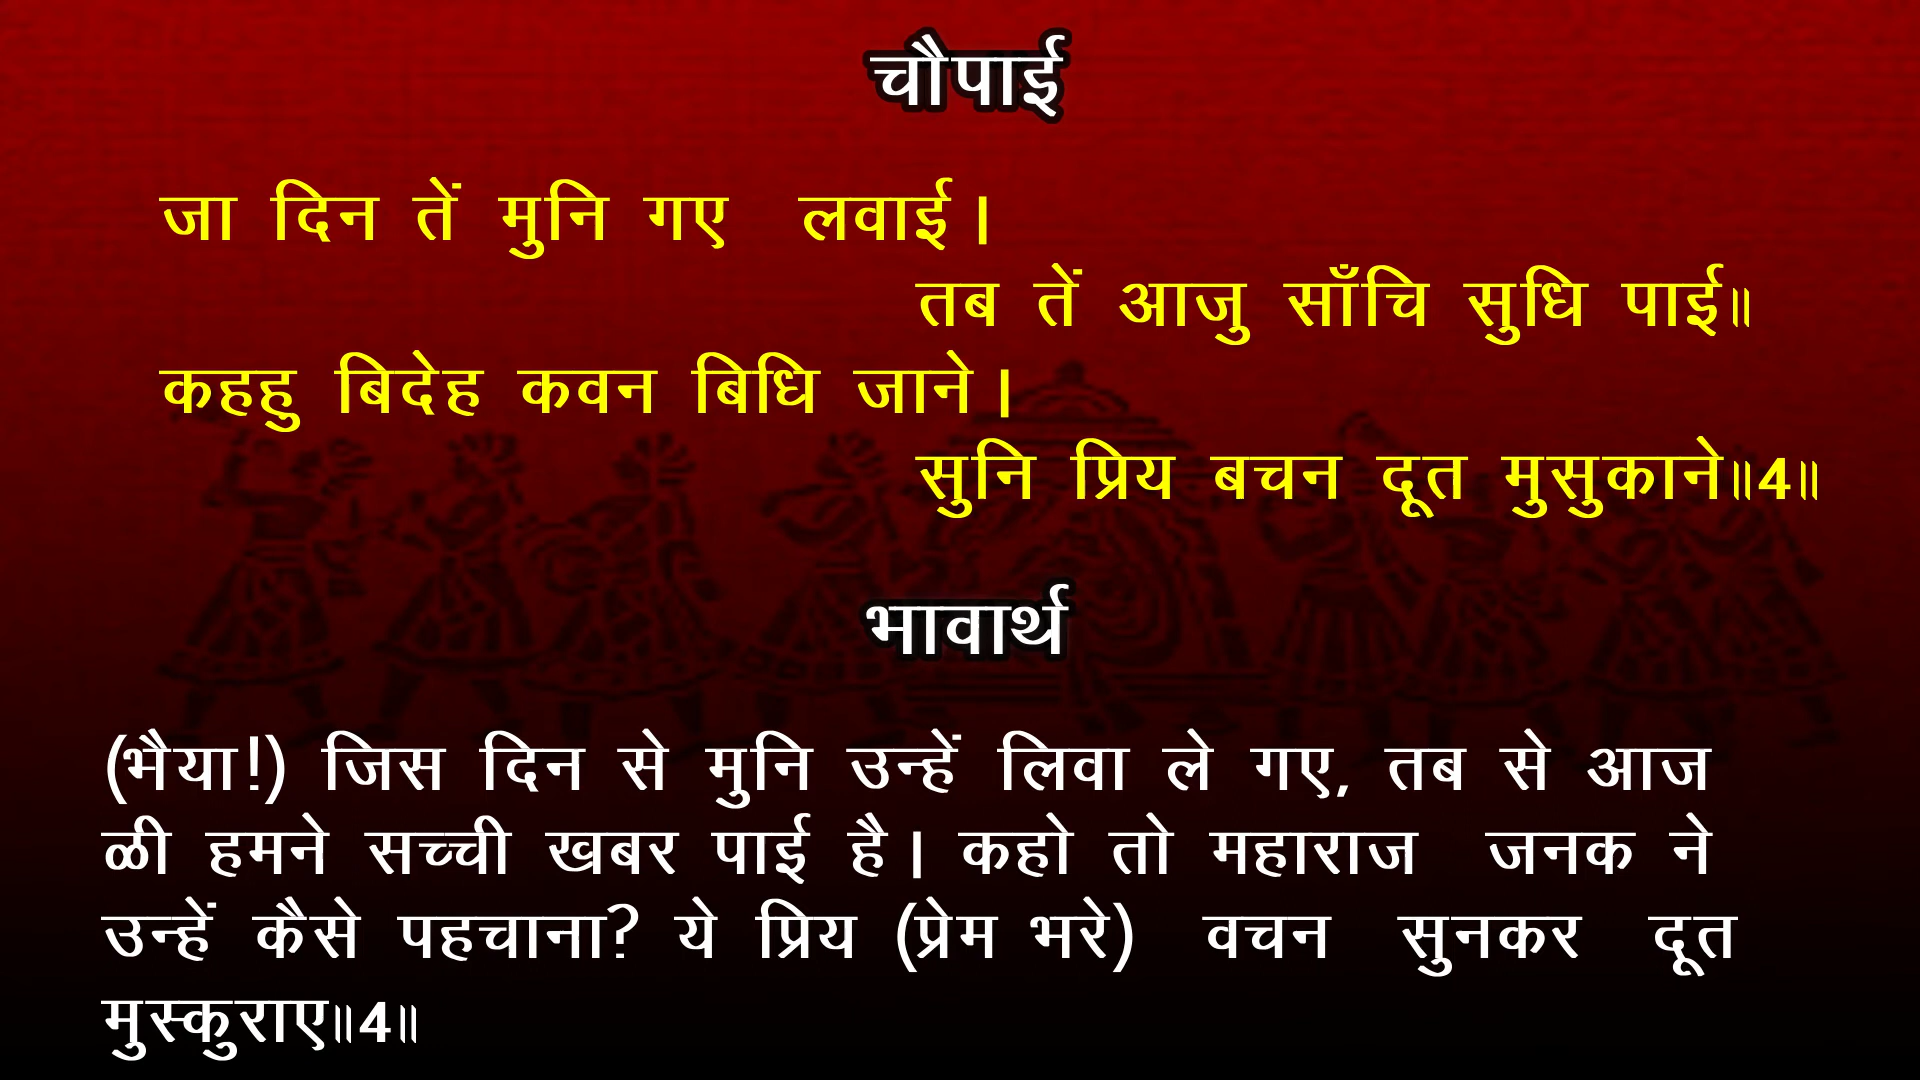 चौपाई
जा दिन तें मुनि गए लवाई।
तब तें आजु साँचि सुधि पाई॥
कहहु बिदेह कवन बिधि जाने।
सुनि प्रिय बचन दूत मुसुकाने॥4॥
भावार्थ
(भैया!) जिस दिन से मुनि उन्हें लिवा ले गए, तब से आज
ळी हमने सच्ची खबर पाई है। कहो तो महाराज जनक ने
उन्हें कैसे पहचाना? ये प्रिय (प्रेम भरे) वचन सुनकर दूत
मुस्कुराए॥4॥